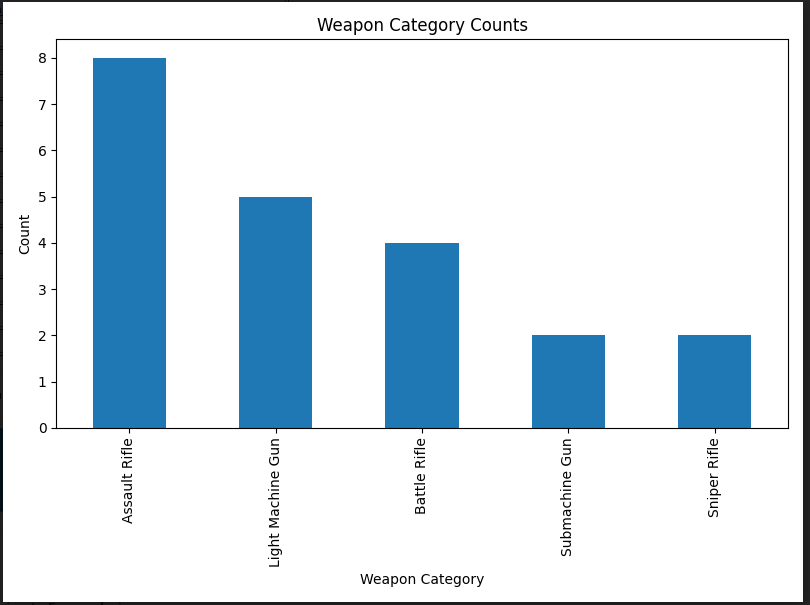 Weapon Category Counts
8
7
6
5
4
3
2
1
0
Count
Assault Rifle
Light Machine Gun
Battle Rifle
Submachine Gun
Sniper Rifle
Weapon Category